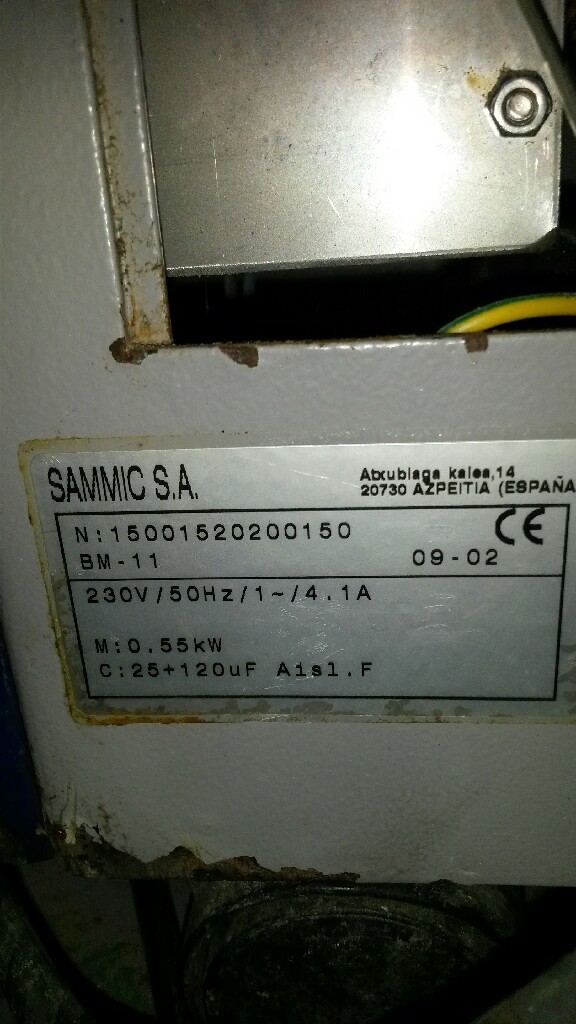 SAMMIC S.A.
Atxubiaga kalea,14
20730 AZPEITIA (ESPAÑA
N:15001520200150
CE
BM-11
09-02
230V/50Hz/1~/4.1A
M:0.55kW
C:25+120uF Aisl.F